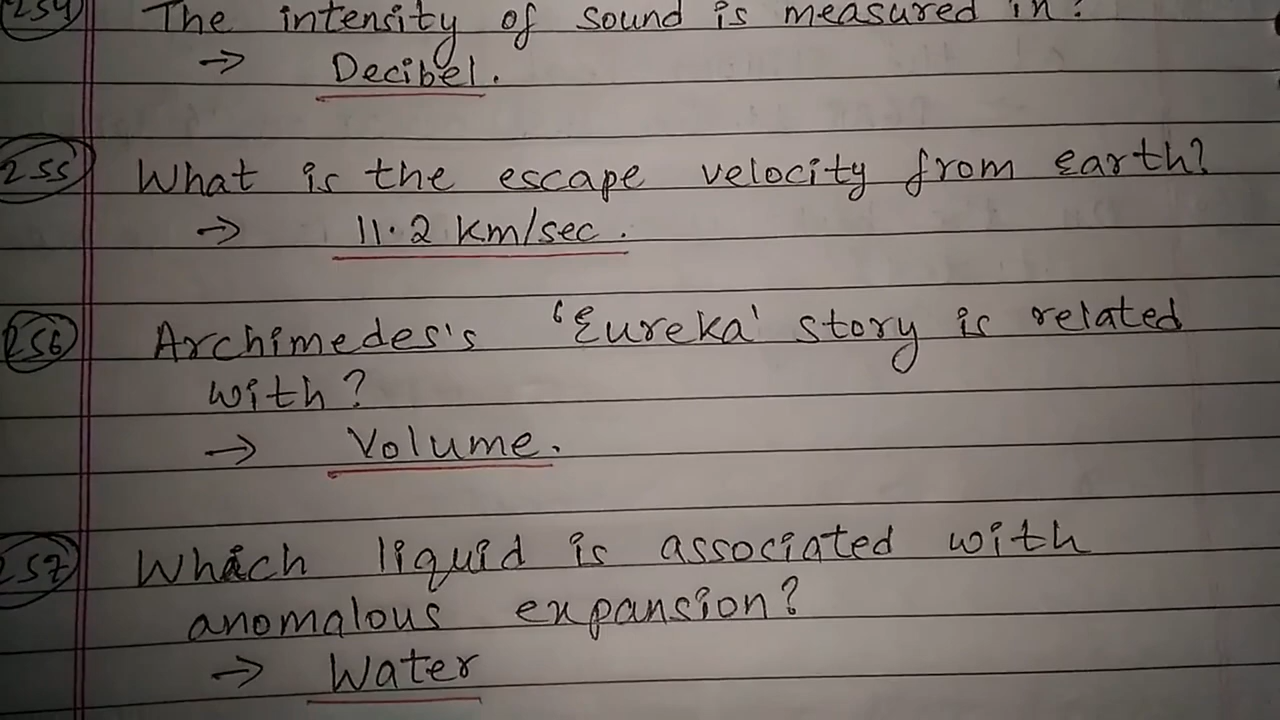 254) The intensity of sound is measured in?
→ Decibel.
255) What is the escape velocity from earth?
→ 11.2 km/sec.
256) Archimedes's 'Eureka' story is related
with?
→ Volume.
257) Which liquid is associated with
anomalous expansion?
→ Water